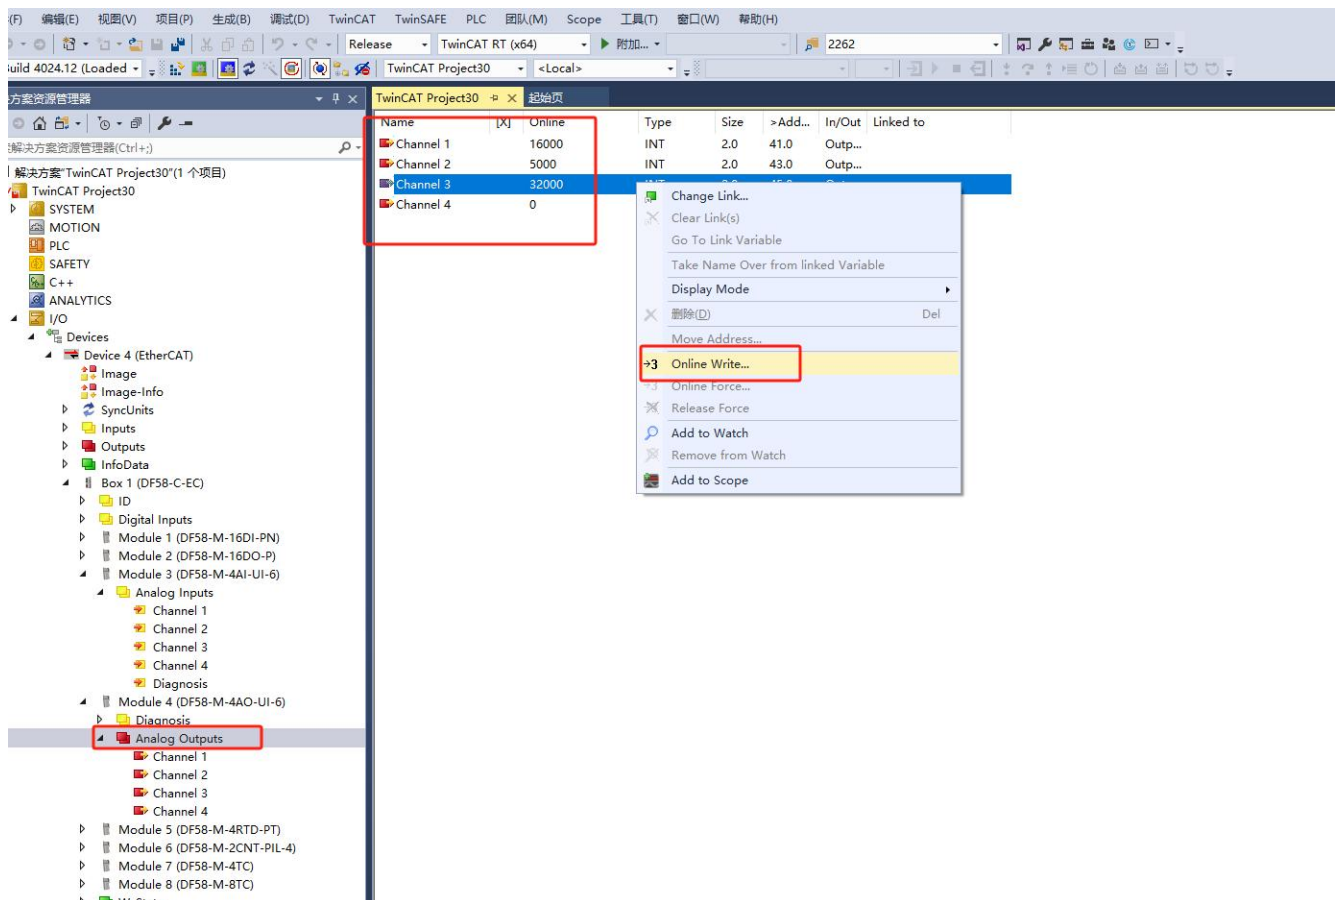 (F) 编辑(E) 视图(V) 项目(P) 生成(B) 调试(D) TwinCAT TwinSAFE PLC 团队(M) Scope 工具(T) 窗口(W) 帮助(H)
Release TwinCAT RT (x64) 附加... 2262
Build 4024.12 (Loaded TwinCAT Project30 <Local>
解决方案资源管理器
搜索解决方案资源管理器(Ctrl+;)
解决方案"TwinCAT Project30"(1 个项目)
TwinCAT Project30
SYSTEM
MOTION
PLC
SAFETY
C++
ANALYTICS
I/O
Devices
Device 4 (EtherCAT)
Image
Image-Info
SyncUnits
Inputs
Outputs
InfoData
Box 1 (DF58-C-EC)
ID
Digital Inputs
Module 1 (DF58-M-16DI-PN)
Module 2 (DF58-M-16DO-P)
Module 3 (DF58-M-4AI-UI-6)
Analog Inputs
Channel 1
Channel 2
Channel 3
Channel 4
Diagnosis
Module 4 (DF58-M-4AO-UI-6)
Diagnosis
Analog Outputs
Channel 1
Channel 2
Channel 3
Channel 4
Module 5 (DF58-M-4RTD-PT)
Module 6 (DF58-M-2CNT-PIL-4)
Module 7 (DF58-M-4TC)
Module 8 (DF58-M-8TC)
TwinCAT Project30 起始页
Name [X] Online Type Size >Add... In/Out Linked to
Channel 1 16000 INT 2.0 41.0 Outp...
Channel 2 5000 INT 2.0 43.0 Outp...
Channel 3 32000
Channel 4 0
Change Link...
Clear Link(s)
Go To Link Variable
Take Name Over from linked Variable
Display Mode
删除(D) Del
Move Address...
Online Write...
Online Force...
Release Force
Add to Watch
Remove from Watch
Add to Scope